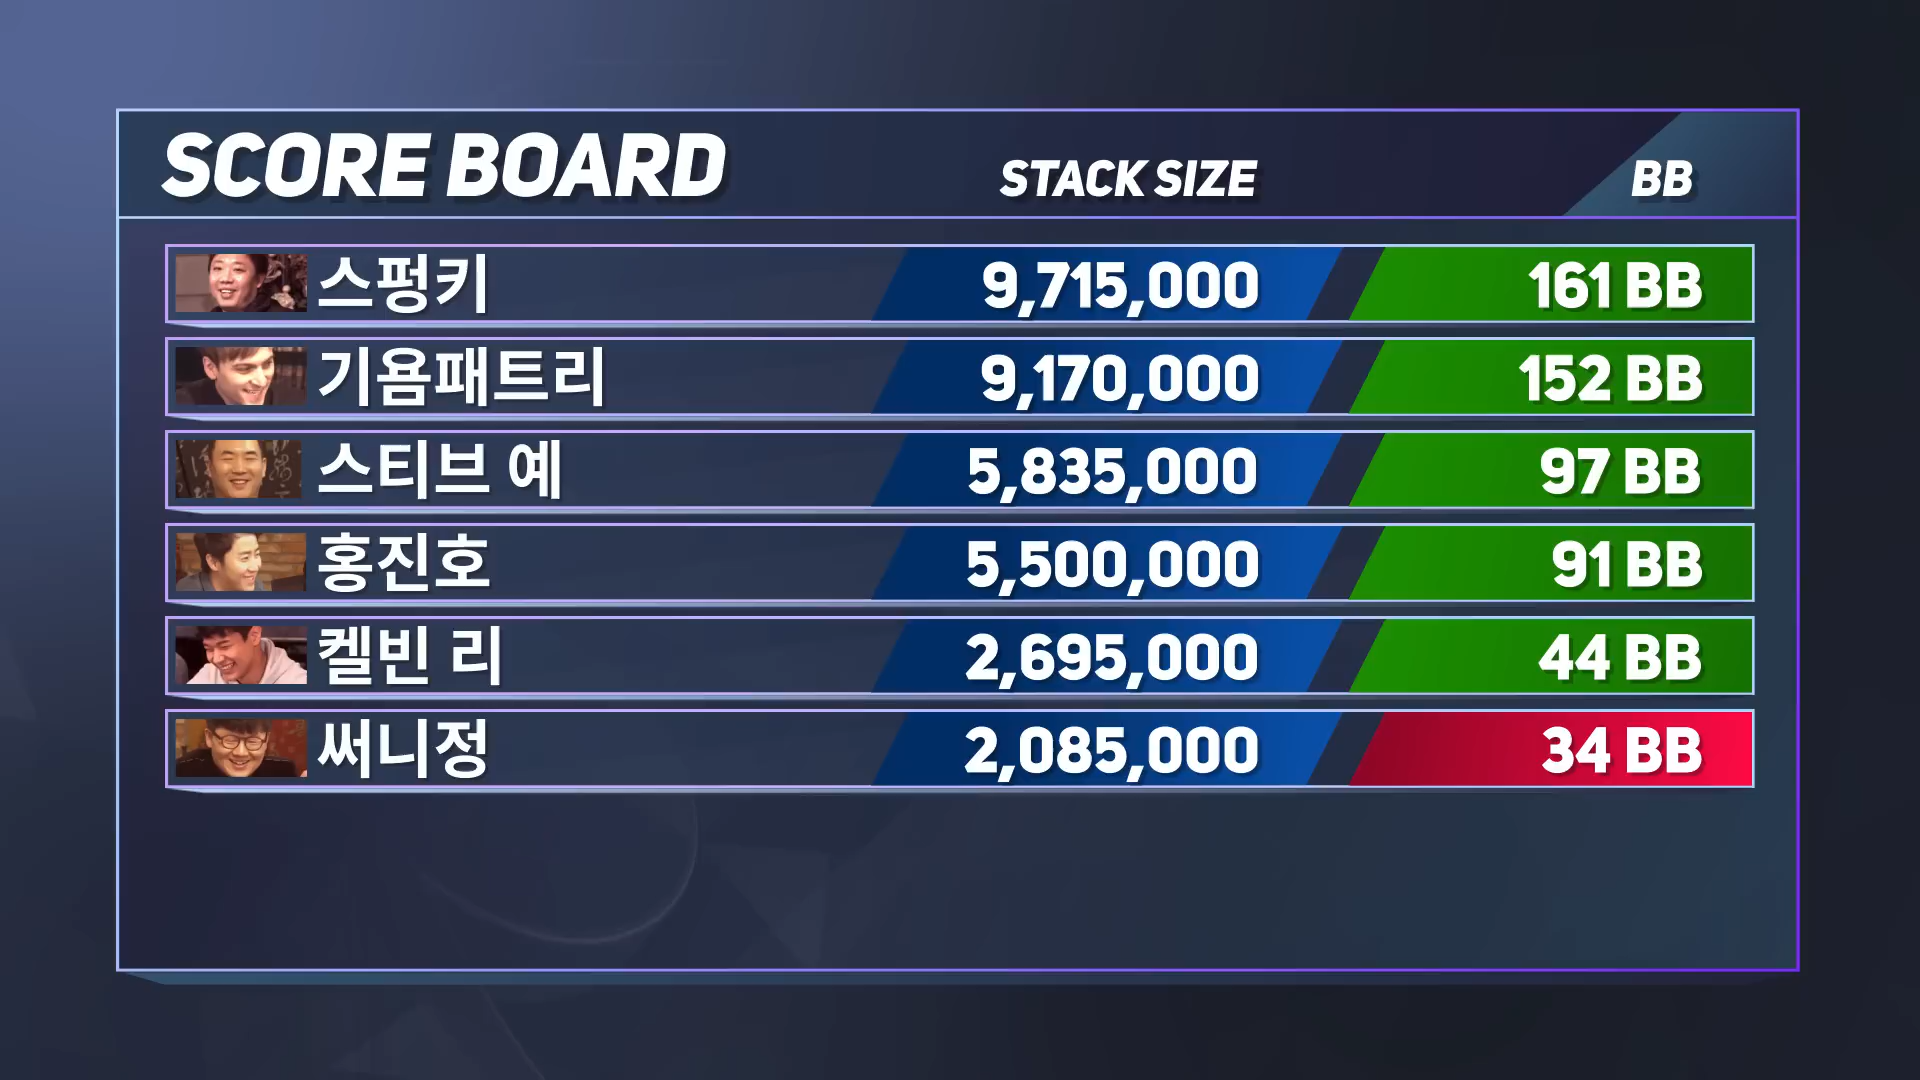 SCORE BOARD STACK SIZE BB
스펑키 9,715,000 161 BB
기욤패트리 9,170,000 152 BB
스티브 예 5,835,000 97 BB
홍진호 5,500,000 91 BB
켈빈 리 2,695,000 44 BB
써니정 2,085,000 34 BB